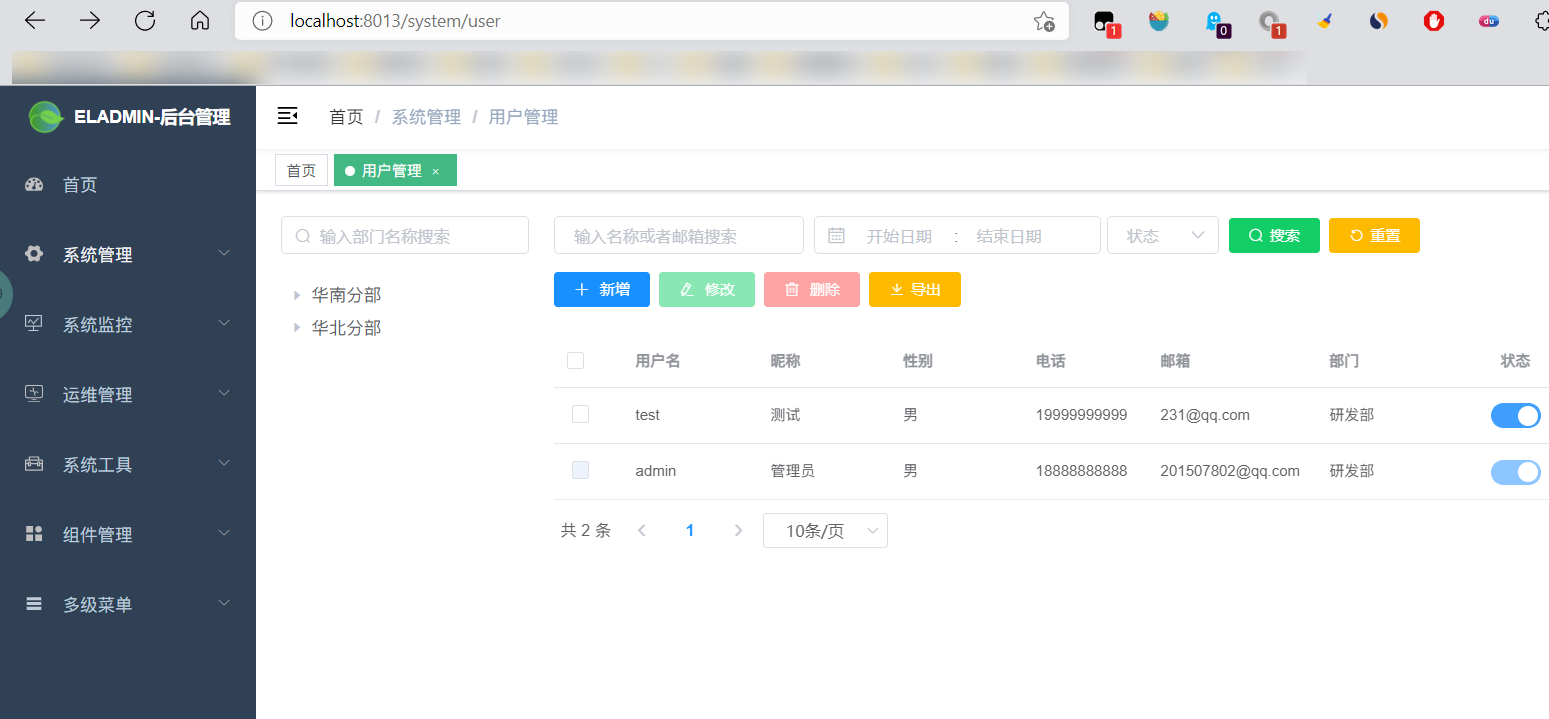 localhost:8013/system/user
1
0
1
du
ELADMIN-后台管理
首页 / 系统管理 / 用户管理
首页
用户管理 ×
首页
系统管理
系统监控
运维管理
系统工具
组件管理
多级菜单
输入部门名称搜索
华南分部
华北分部
输入名称或者邮箱搜索 开始日期 : 结束日期 状态 搜索 重置
新增 修改 删除 导出
用户名 昵称 性别 电话 邮箱 部门 状态
test 测试 男 19999999999 231@qq.com 研发部
admin 管理员 男 18888888888 201507802@qq.com 研发部
共 2 条 1 10条/页